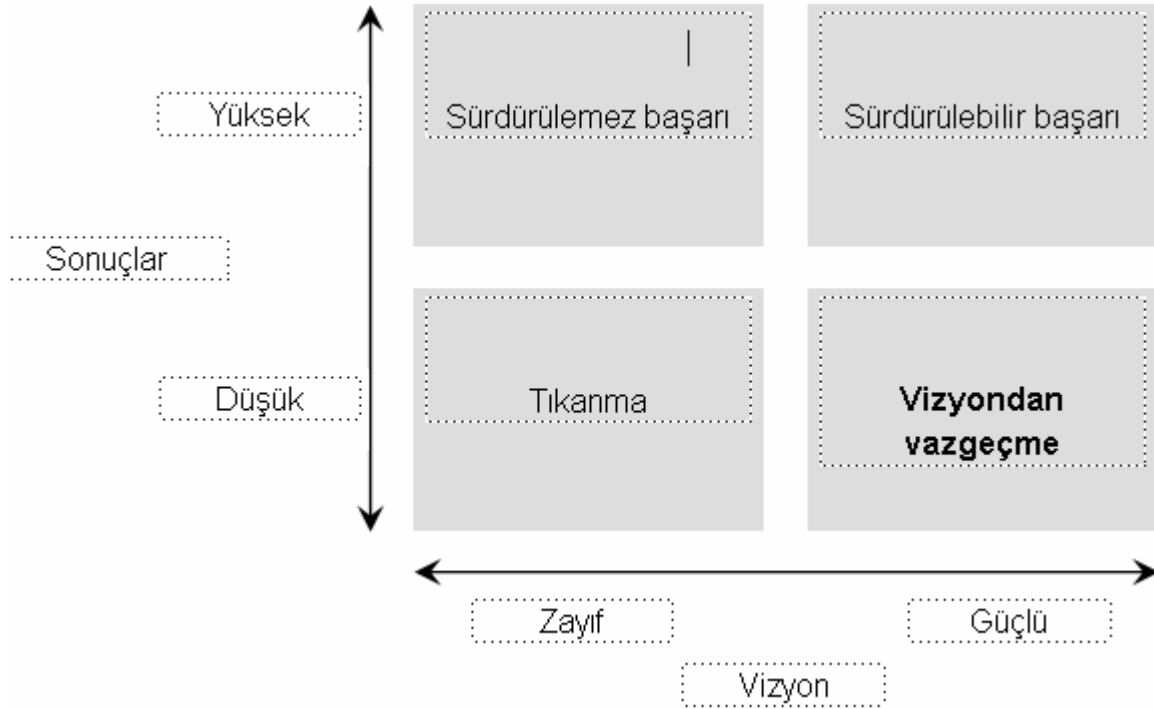 Yüksek
Sürdürülemez başarı
Sürdürülebilir başarı
Sonuçlar
Düşük
Tıkanma
Vizyondan
vazgeçme
Zayıf
Güçlü
Vizyon